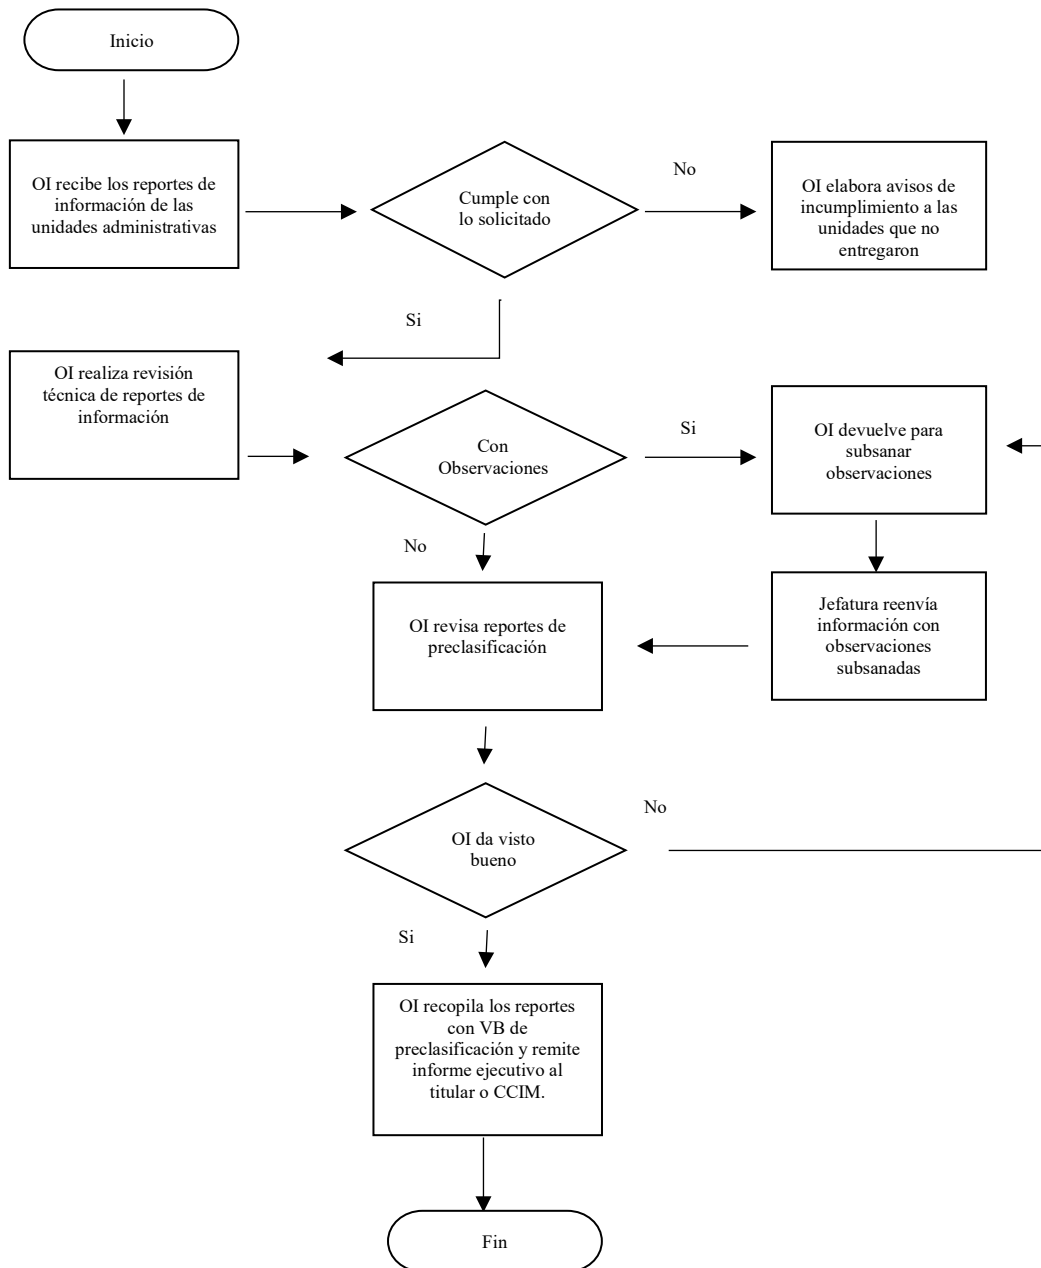 Inicio
OI recibe los reportes de
información de las
unidades administrativas
Cumple con
lo solicitado
No
OI elabora avisos de
incumplimiento a las
unidades que no
entregaron
Si
OI realiza revisión
técnica de reportes de
información
Con
Observaciones
Si
OI devuelve para
subsanar
observaciones
No
OI revisa reportes de
preclasificación
Jefatura reenvía
información con
observaciones
subsanadas
OI da visto
bueno
No
Si
OI recopila los reportes
con VB de
preclasificación y remite
informe ejecutivo al
titular o CCIM.
Fin